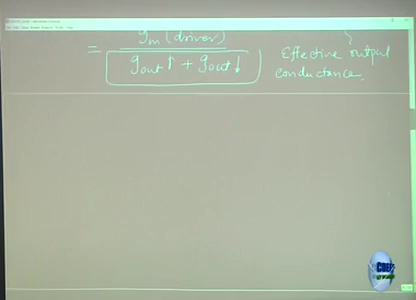 = gm (driver) / gout ↑ + gout ↓
Effective output
conductance.